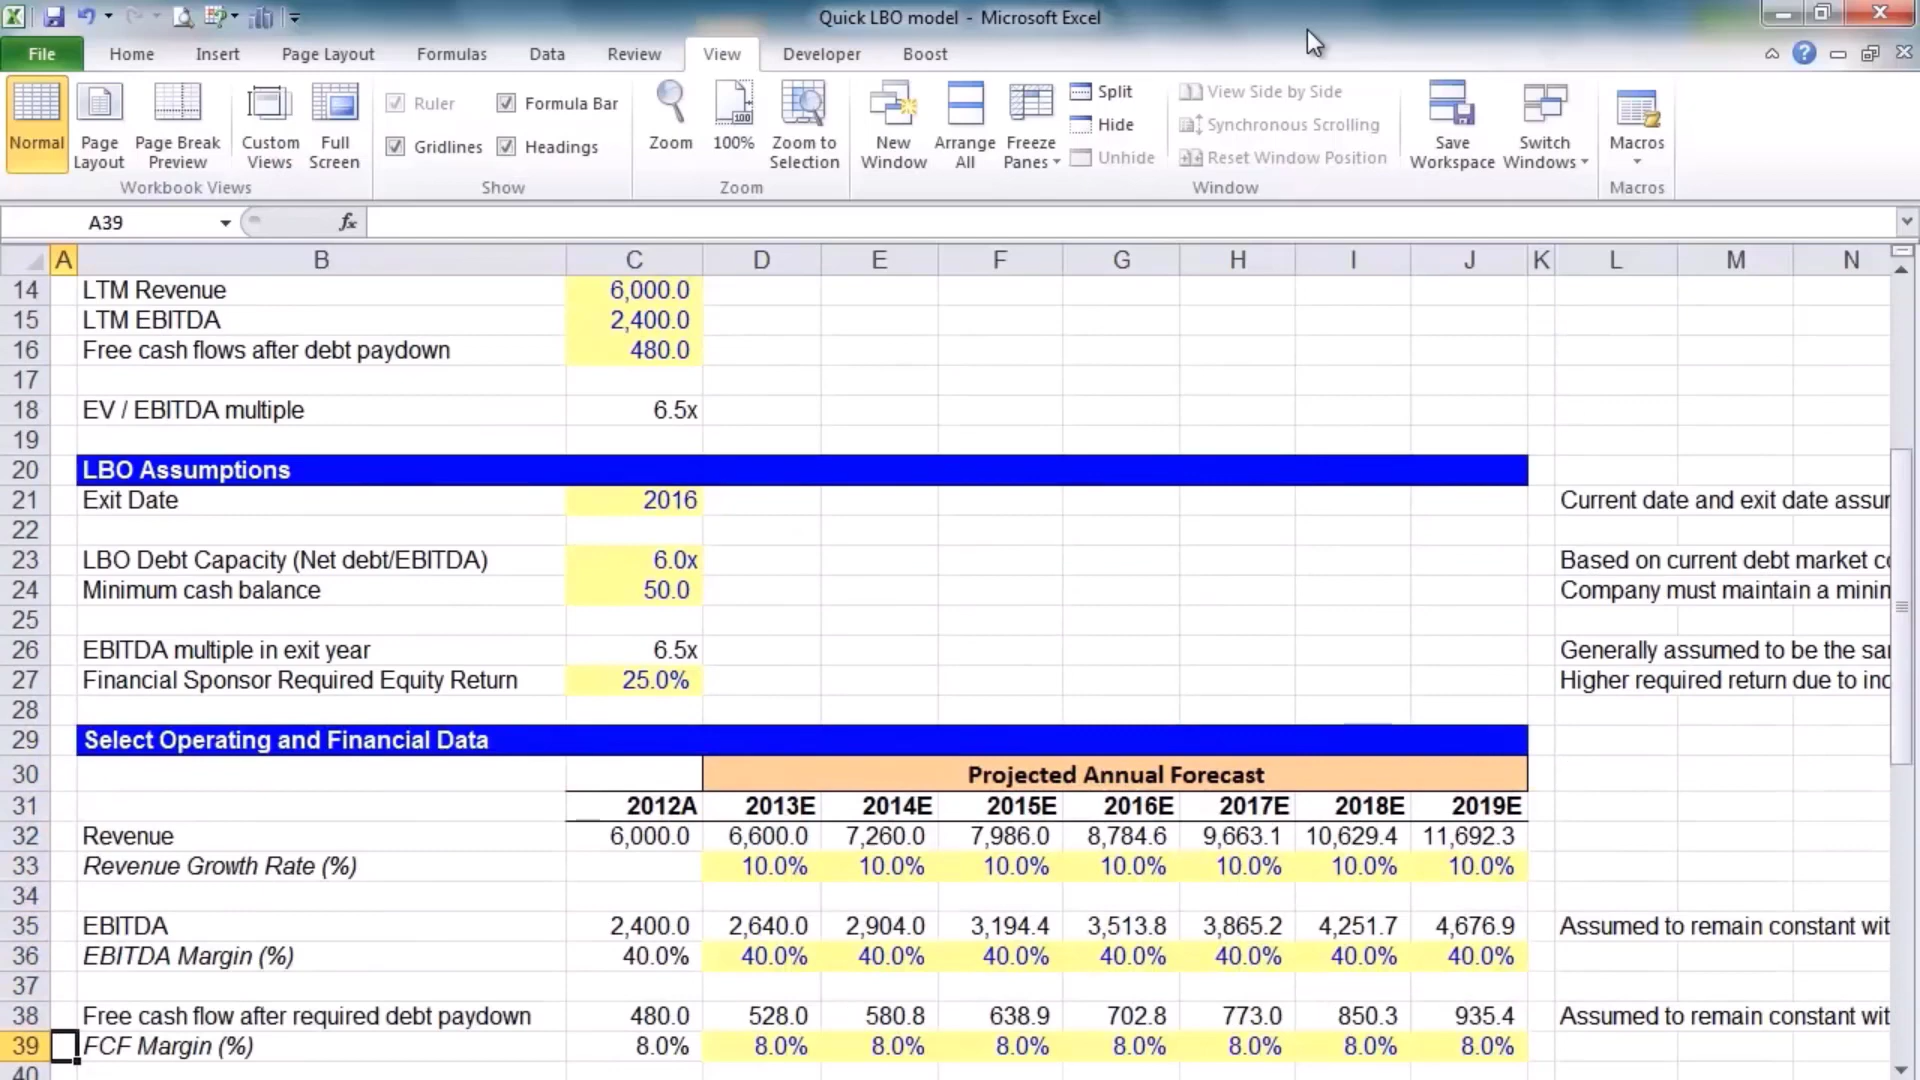 Quick LBO model - Microsoft Excel
File Home Insert Page Layout Formulas Data Review View Developer Boost
Normal Page Layout Page Break Preview Custom Views Full Screen
Workbook Views
Ruler Formula Bar
Gridlines Headings
Show
Zoom 100% Zoom to Selection
Zoom
New Window Arrange All Freeze Panes
Split
Hide
Unhide
View Side by Side
Synchronous Scrolling
Reset Window Position
Save Workspace Switch Windows
Window
Macros
Macros
A39 fx
A B C D E F G H I J K L M N
14 LTM Revenue 6,000.0
15 LTM EBITDA 2,400.0
16 Free cash flows after debt paydown 480.0
17
18 EV / EBITDA multiple 6.5x
19
20 LBO Assumptions
21 Exit Date 2016 Current date and exit date assu
22
23 LBO Debt Capacity (Net debt/EBITDA) 6.0x Based on current debt market c
24 Minimum cash balance 50.0 Company must maintain a minin
25
26 EBITDA multiple in exit year 6.5x Generally assumed to be the sa
27 Financial Sponsor Required Equity Return 25.0% Higher required return due to inc
28
29 Select Operating and Financial Data
30 Projected Annual Forecast
31 2012A 2013E 2014E 2015E 2016E 2017E 2018E 2019E
32 Revenue 6,000.0 6,600.0 7,260.0 7,986.0 8,784.6 9,663.1 10,629.4 11,692.3
33 Revenue Growth Rate (%) 10.0% 10.0% 10.0% 10.0% 10.0% 10.0% 10.0%
34
35 EBITDA 2,400.0 2,640.0 2,904.0 3,194.4 3,513.8 3,865.2 4,251.7 4,676.9 Assumed to remain constant wit
36 EBITDA Margin (%) 40.0% 40.0% 40.0% 40.0% 40.0% 40.0% 40.0% 40.0%
37
38 Free cash flow after required debt paydown 480.0 528.0 580.8 638.9 702.8 773.0 850.3 935.4 Assumed to remain constant wit
39 FCF Margin (%) 8.0% 8.0% 8.0% 8.0% 8.0% 8.0% 8.0% 8.0%
40